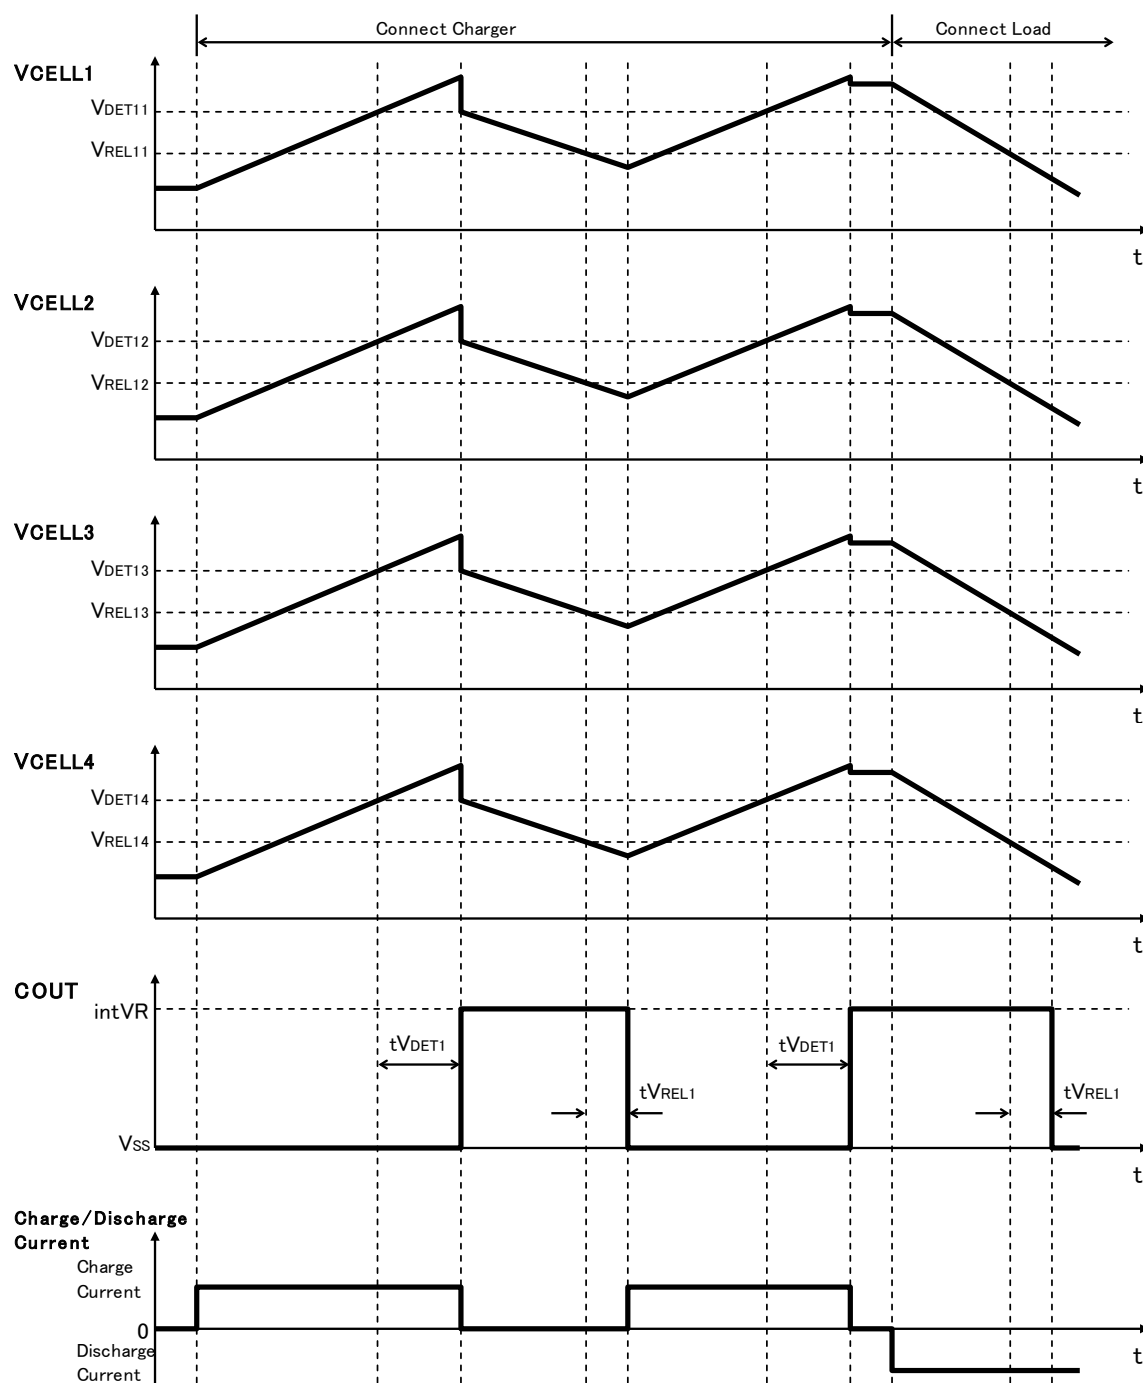 Connect Charger
Connect Load
VCELL1
VDET11
VREL11
t
VCELL2
VDET12
VREL12
t
VCELL3
VDET13
VREL13
t
VCELL4
VDET14
VREL14
t
COUT
intVR
tVDET1
tVDET1
tVREL1
tVREL1
VSS
t
Charge/Discharge
Current
Charge
Current
0
Discharge
Current
t